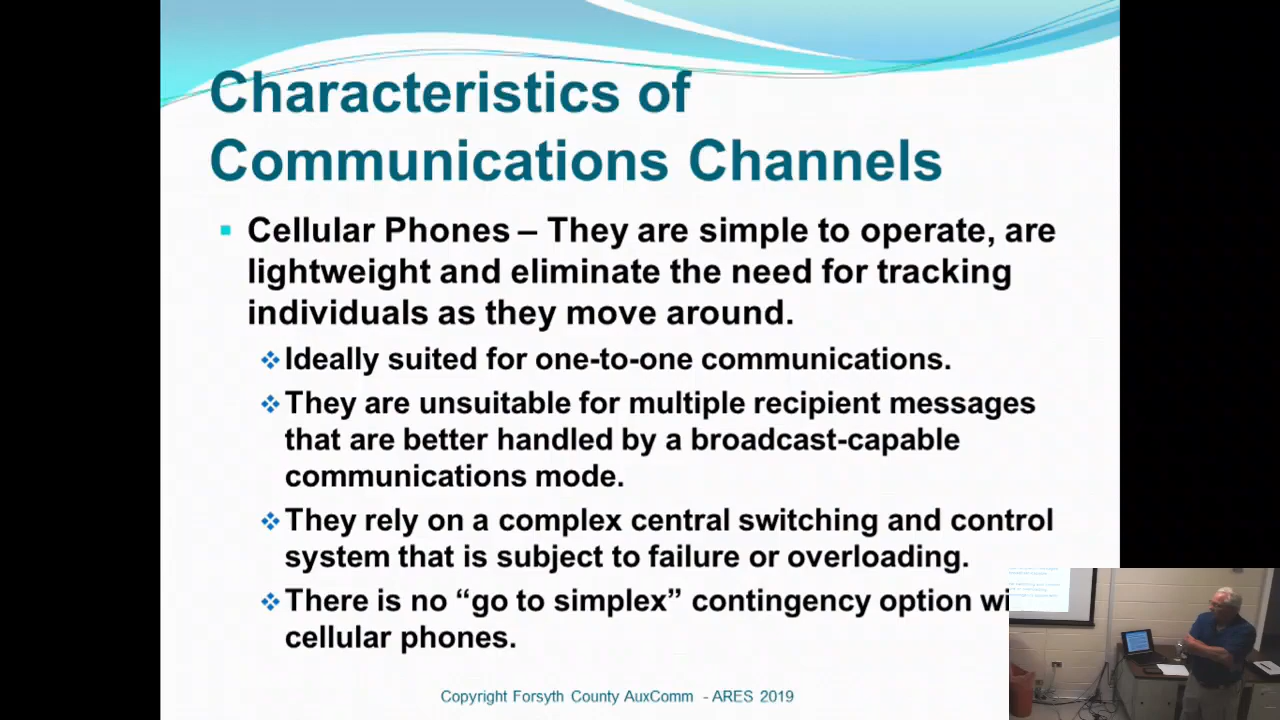 Characteristics of
Communications Channels
Cellular Phones – They are simple to operate, are
lightweight and eliminate the need for tracking
individuals as they move around.
Ideally suited for one-to-one communications.
They are unsuitable for multiple recipient messages
that are better handled by a broadcast-capable
communications mode.
They rely on a complex central switching and control
system that is subject to failure or overloading.
There is no “go to simplex” contingency option wi
cellular phones.
Copyright Forsyth County AuxComm - ARES 2019